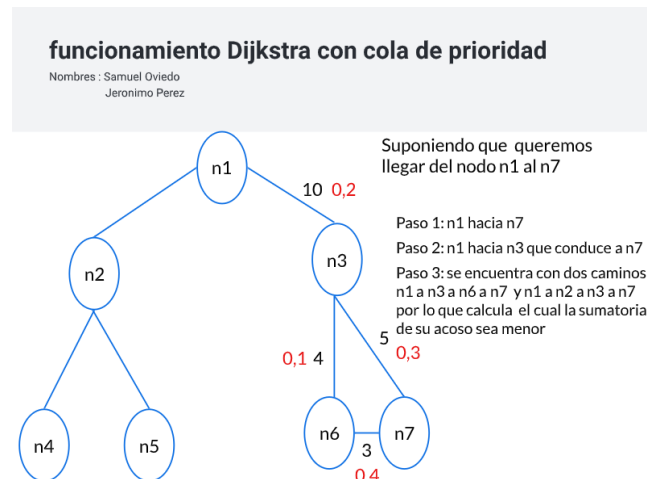 funcionamiento Dijkstra con cola de prioridad
Nombres : Samuel Oviedo
Jeronimo Perez
Suponiendo que queremos
llegar del nodo n1 al n7
n1
10 0,2
Paso 1: n1 hacia n7
Paso 2: n1 hacia n3 que conduce a n7
Paso 3: se encuentra con dos caminos
n1 a n3 a n6 a n7 y n1 a n2 a n3 a n7
por lo que calcula el cual la sumatoria
de su acoso sea menor
n2
n3
0,1 4
5
0,3
n4
n5
n6
n7
3
0,4